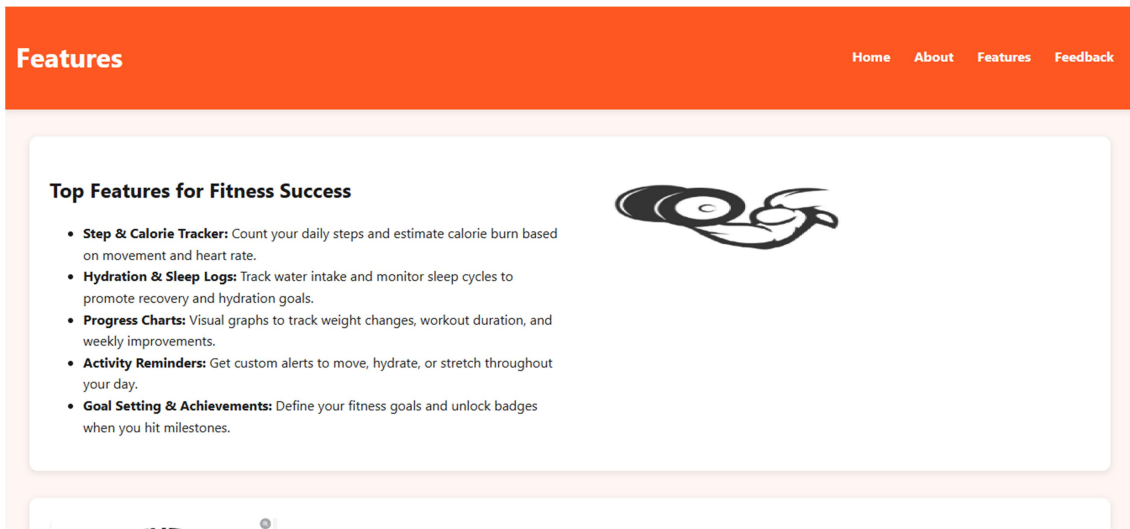 Features
Home About Features Feedback
Top Features for Fitness Success
• Step & Calorie Tracker: Count your daily steps and estimate calorie burn based
on movement and heart rate.
• Hydration & Sleep Logs: Track water intake and monitor sleep cycles to
promote recovery and hydration goals.
• Progress Charts: Visual graphs to track weight changes, workout duration, and
weekly improvements.
• Activity Reminders: Get custom alerts to move, hydrate, or stretch throughout
your day.
• Goal Setting & Achievements: Define your fitness goals and unlock badges
when you hit milestones.